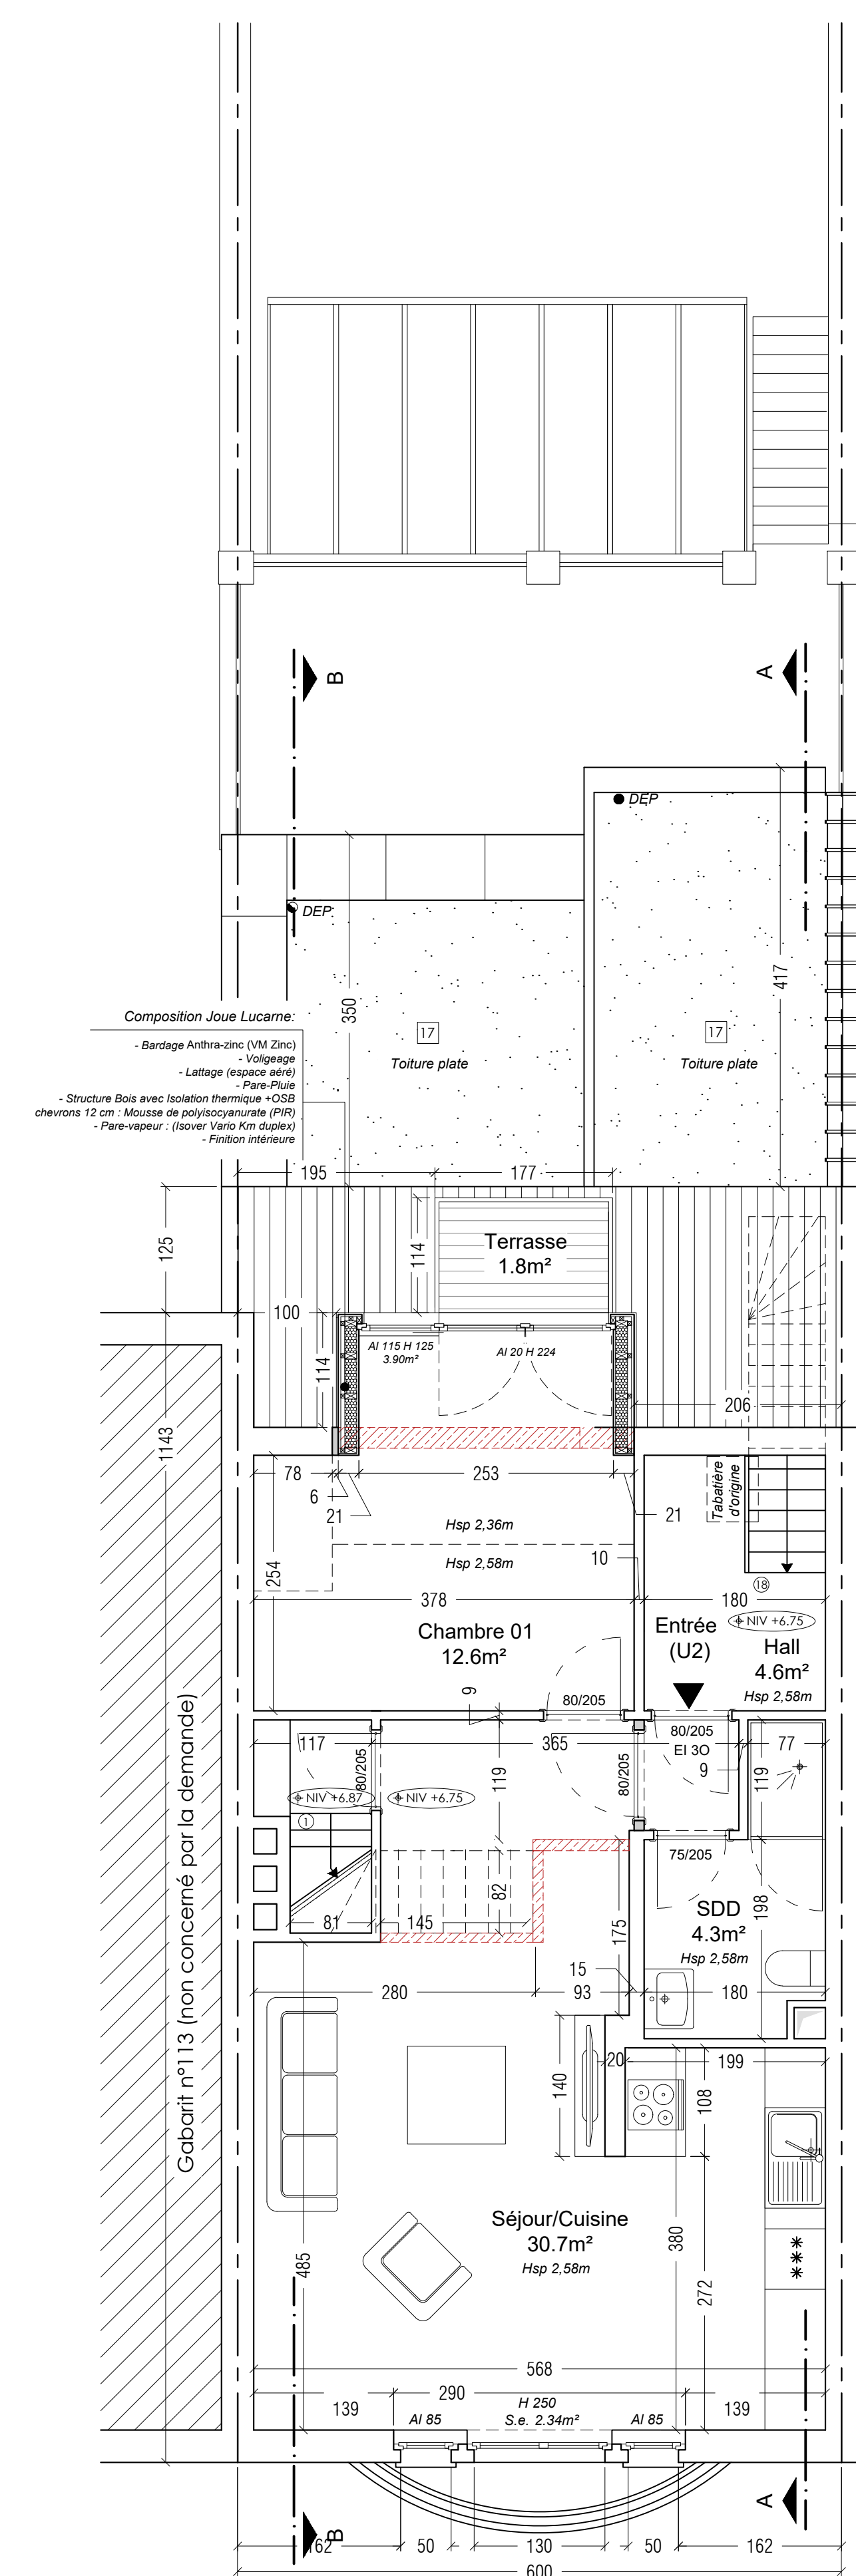 B
A
DEP
DEP
417
350
Composition Joue Lucarne:
- Bardage Anthra-zinc (VM Zinc)
- Voligeage
- Lattage (espace aéré)
- Pare-Pluie
- Structure Bois avec Isolation thermique +OSB
chevrons 12 cm : Mousse de polyisocyanurate (PIR)
- Pare-vapeur : (Isover Vario Km duplex)
- Finition intérieure
17
Toiture plate
17
Toiture plate
195
177
125
114
Terrasse
1.8m²
100
114
Al 115 H 125
3.90m²
Al 20 H 224
206
1143
78
253
6
21
21
Tabatière
d'origine
Hsp 2,36m
Hsp 2,58m
10
254
18
378
180
Chambre 01
12.6m²
Entrée
(U2)
NIV +6.75
Hall
4.6m²
Hsp 2,58m
9
80/205
80/205
EI 3O
117
365
77
80/205
80/205
9
119
119
NIV +6.87
NIV +6.75
1
75/205
82
81
145
175
SDD
4.3m²
Hsp 2,58m
198
15
280
93
180
Gabarit n°113 (non concerné par la demande)
20
199
140
108
Séjour/Cuisine
30.7m²
Hsp 2,58m
380
485
272
568
290
139
H 250
139
Al 85
S.e. 2.34m²
Al 85
B
A
162
50
130
50
162
600